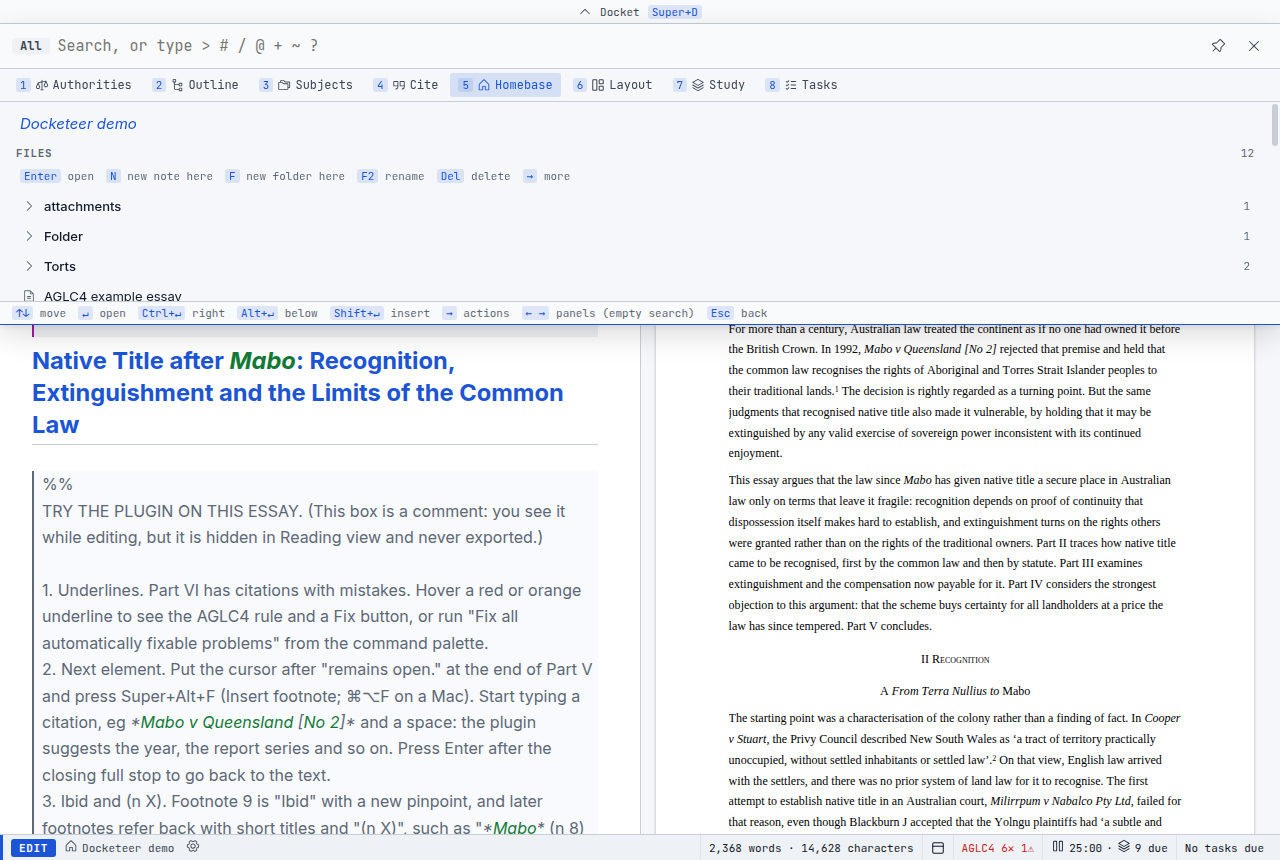 Docket Super+D
All Search, or type > # / @ + ~ ?
1 Authorities 2 Outline 3 Subjects 4 Cite 5 Homebase 6 Layout 7 Study 8 Tasks
Docketeer demo
FILES 12
Enter open N new note here F new folder here F2 rename Del delete → more
attachments 1
Folder 1
Torts 2
AGLC4 example essay
↑↓ move ↵ open Ctrl+↵ right Alt+↵ below Shift+↵ insert → actions ← → panels (empty search) Esc back
Native Title after Mabo: Recognition,
Extinguishment and the Limits of the Common
Law
%%
TRY THE PLUGIN ON THIS ESSAY. (This box is a comment: you see it
while editing, but it is hidden in Reading view and never exported.)
1. Underlines. Part VI has citations with mistakes. Hover a red or orange
underline to see the AGLC4 rule and a Fix button, or run "Fix all
automatically fixable problems" from the command palette.
2. Next element. Put the cursor after "remains open." at the end of Part V
and press Super+Alt+F (Insert footnote; ⌘⌥F on a Mac). Start typing a
citation, eg *Mabo v Queensland [No 2]* and a space: the plugin
suggests the year, the report series and so on. Press Enter after the
closing full stop to go back to the text.
3. Ibid and (n X). Footnote 9 is "Ibid" with a new pinpoint, and later
footnotes refer back with short titles and "(n X)", such as "*Mabo* (n 8)
For more than a century, Australian law treated the continent as if no one had owned it before
the British Crown. In 1992, Mabo v Queensland [No 2] rejected that premise and held that
the common law recognises the rights of Aboriginal and Torres Strait Islander peoples to
their traditional lands.¹ The decision is rightly regarded as a turning point. But the same
judgments that recognised native title also made it vulnerable, by holding that it may be
extinguished by any valid exercise of sovereign power inconsistent with its continued
enjoyment.
This essay argues that the law since Mabo has given native title a secure place in Australian
law only on terms that leave it fragile: recognition depends on proof of continuity that
dispossession itself makes hard to establish, and extinguishment turns on the rights others
were granted rather than on the rights of the traditional owners. Part II traces how native title
came to be recognised, first by the common law and then by statute. Part III examines
extinguishment and the compensation now payable for it. Part IV considers the strongest
objection to this argument: that the scheme buys certainty for all landholders at a price the
law has since tempered. Part V concludes.
II Recognition
A From Terra Nullius to Mabo
The starting point was a characterisation of the colony rather than a finding of fact. In Cooper
v Stuart, the Privy Council described New South Wales as ‘a tract of territory practically
unoccupied, without settled inhabitants or settled law’.² On that view, English law arrived
with the settlers, and there was no prior system of land law for it to recognise. The first
attempt to establish native title in an Australian court, Milirrpum v Nabalco Pty Ltd, failed for
that reason, even though Blackburn J accepted that the Yolngu plaintiffs had ‘a subtle and
EDIT Docketeer demo 2,368 words · 14,628 characters AGLC4 6× 1⚠ 25:00 · 9 due No tasks due